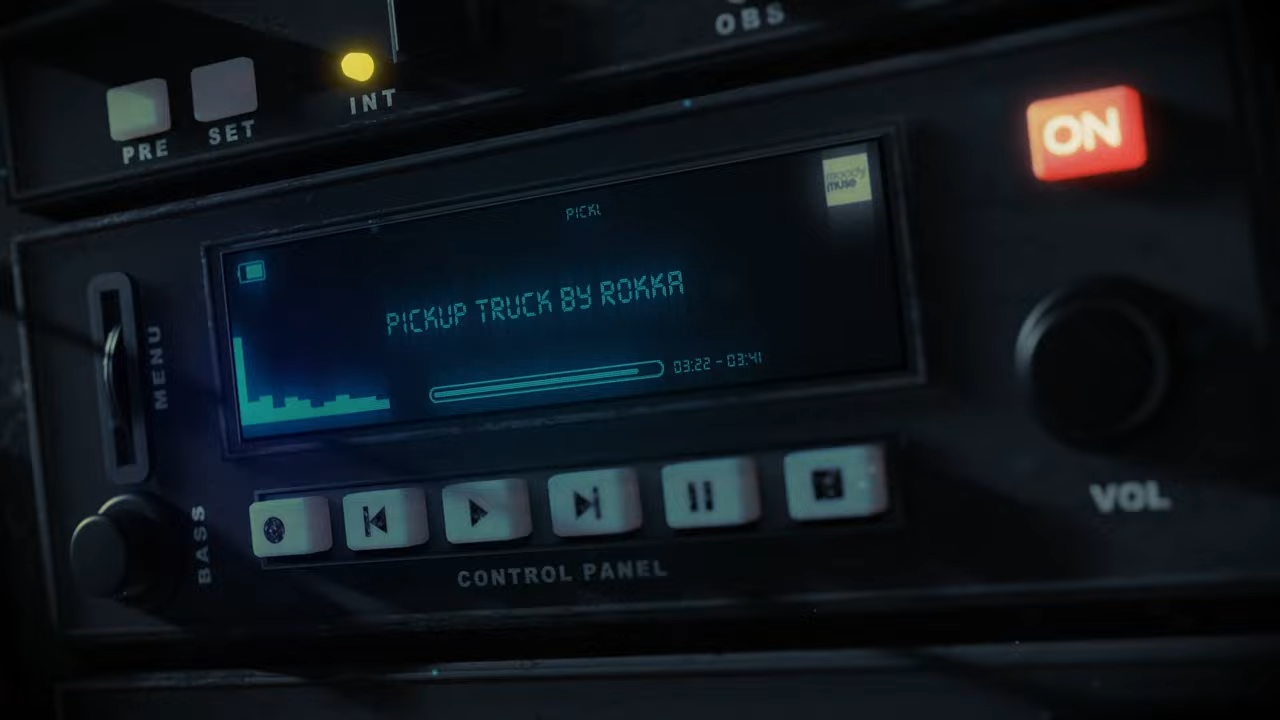 OBS
INT
PRE
SET
ON
moody
muse
PICKL
PICKUP TRUCK BY ROKKA
03:22 - 03:41
MENU
BASS
VOL
CONTROL PANEL